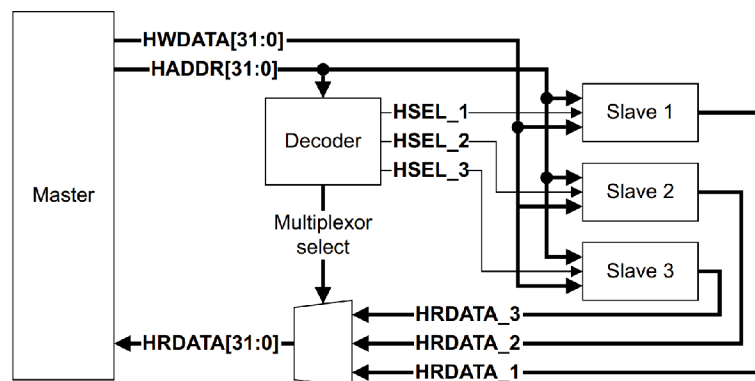 HWDATA[31:0]
HADDR[31:0]
HSEL_1
Slave 1
Decoder
HSEL_2
HSEL_3
Slave 2
Master
Multiplexor
select
Slave 3
HRDATA_3
HRDATA[31:0]
HRDATA_2
HRDATA_1